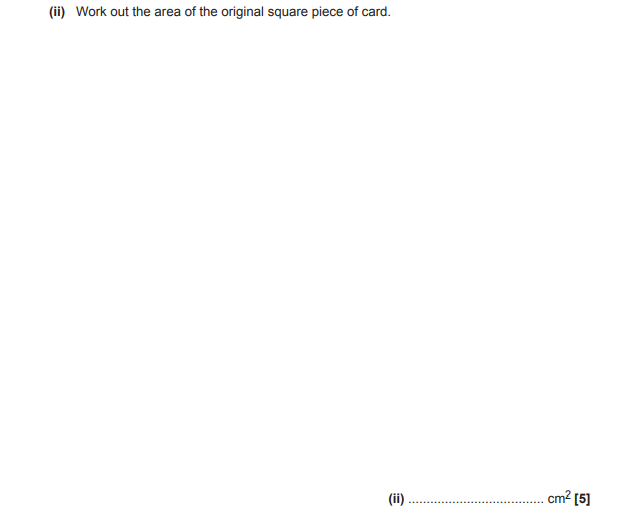 (ii) Work out the area of the original square piece of card.
(ii) ..................................... cm² [5]